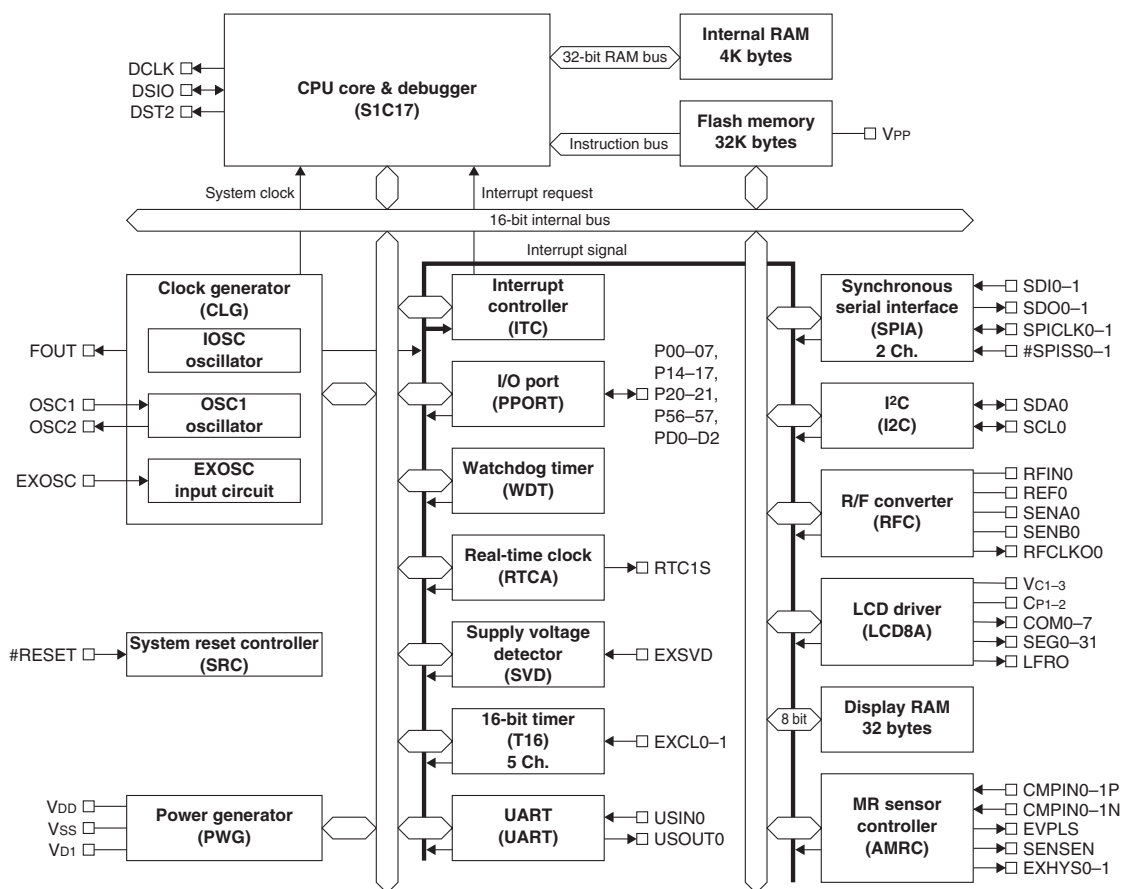 Internal RAM
4K bytes
32-bit RAM bus
DCLK
DSIO
DST2
CPU core & debugger
(S1C17)
Flash memory
32K bytes
VPP
Instruction bus
System clock
Interrupt request
16-bit internal bus
Interrupt signal
Clock generator
(CLG)
IOSC
oscillator
OSC1
oscillator
EXOSC
input circuit
FOUT
OSC1
OSC2
EXOSC
System reset controller
(SRC)
#RESET
Power generator
(PWG)
VDD
VSS
VD1
Interrupt
controller
(ITC)
I/O port
(PPORT)
P00–07,
P14–17,
P20–21,
P56–57,
PD0–D2
Watchdog timer
(WDT)
Real-time clock
(RTCA)
RTC1S
Supply voltage
detector
(SVD)
EXSVD
16-bit timer
(T16)
5 Ch.
EXCL0–1
UART
(UART)
USIN0
USOUT0
Synchronous
serial interface
(SPIA)
2 Ch.
SDI0–1
SDO0–1
SPICLK0–1
#SPISS0–1
I²C
(I2C)
SDA0
SCL0
R/F converter
(RFC)
RFIN0
REF0
SENA0
SENB0
RFCLKO0
LCD driver
(LCD8A)
VC1–3
CP1–2
COM0–7
SEG0–31
LFRO
8 bit
Display RAM
32 bytes
MR sensor
controller
(AMRC)
CMPIN0–1P
CMPIN0–1N
EVPLS
SENSEN
EXHYS0–1